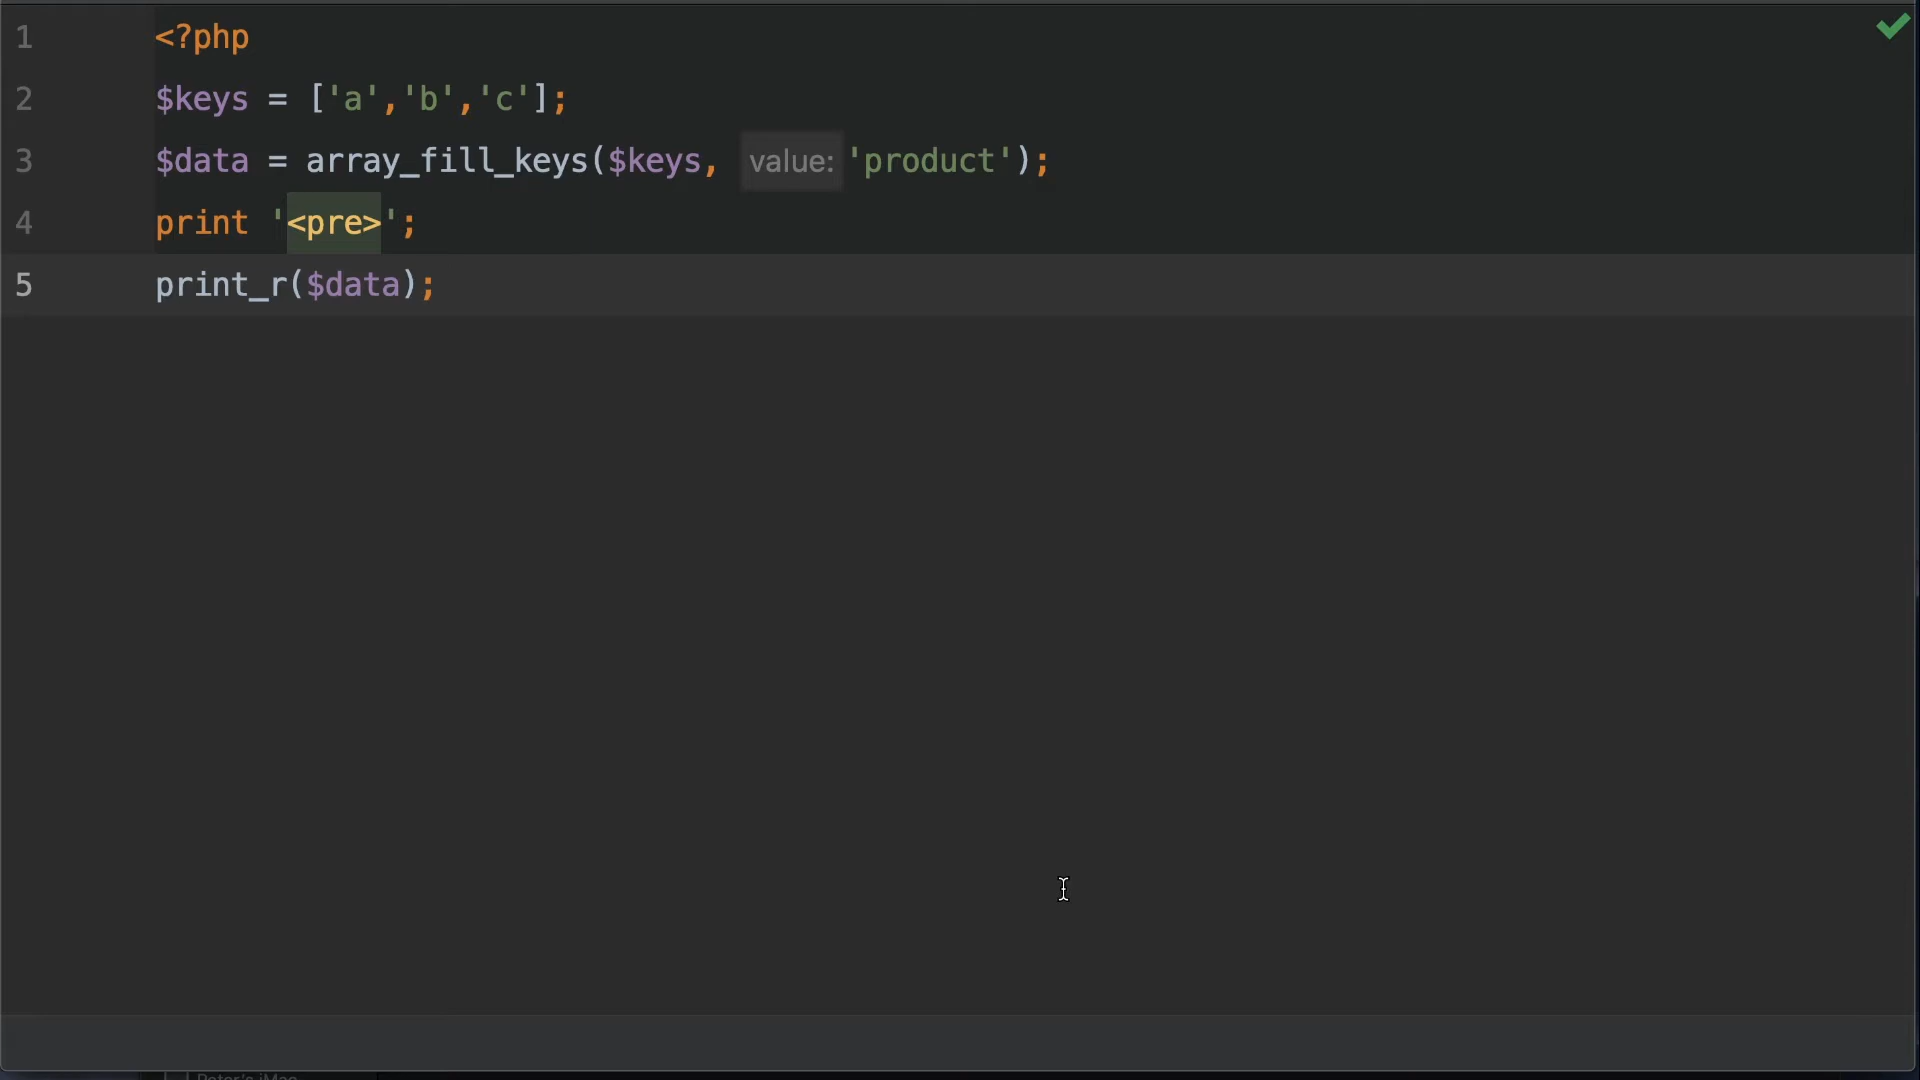 1 <?php
2 $keys = ['a','b','c'];
3 $data = array_fill_keys($keys, value: 'product');
4 print '<pre>';
5 print_r($data);